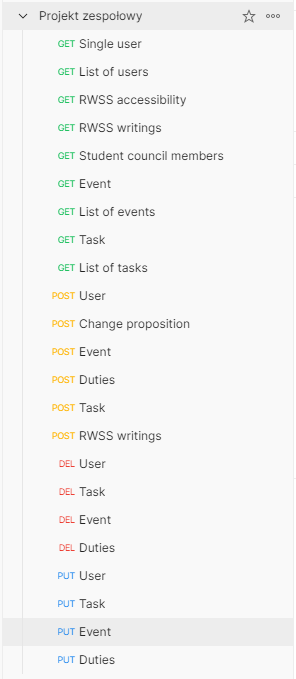 Projekt zespołowy
GET Single user
GET List of users
GET RWSS accessibility
GET RWSS writings
GET Student council members
GET Event
GET List of events
GET Task
GET List of tasks
POST User
POST Change proposition
POST Event
POST Duties
POST Task
POST RWSS writings
DEL User
DEL Task
DEL Event
DEL Duties
PUT User
PUT Task
PUT Event
PUT Duties